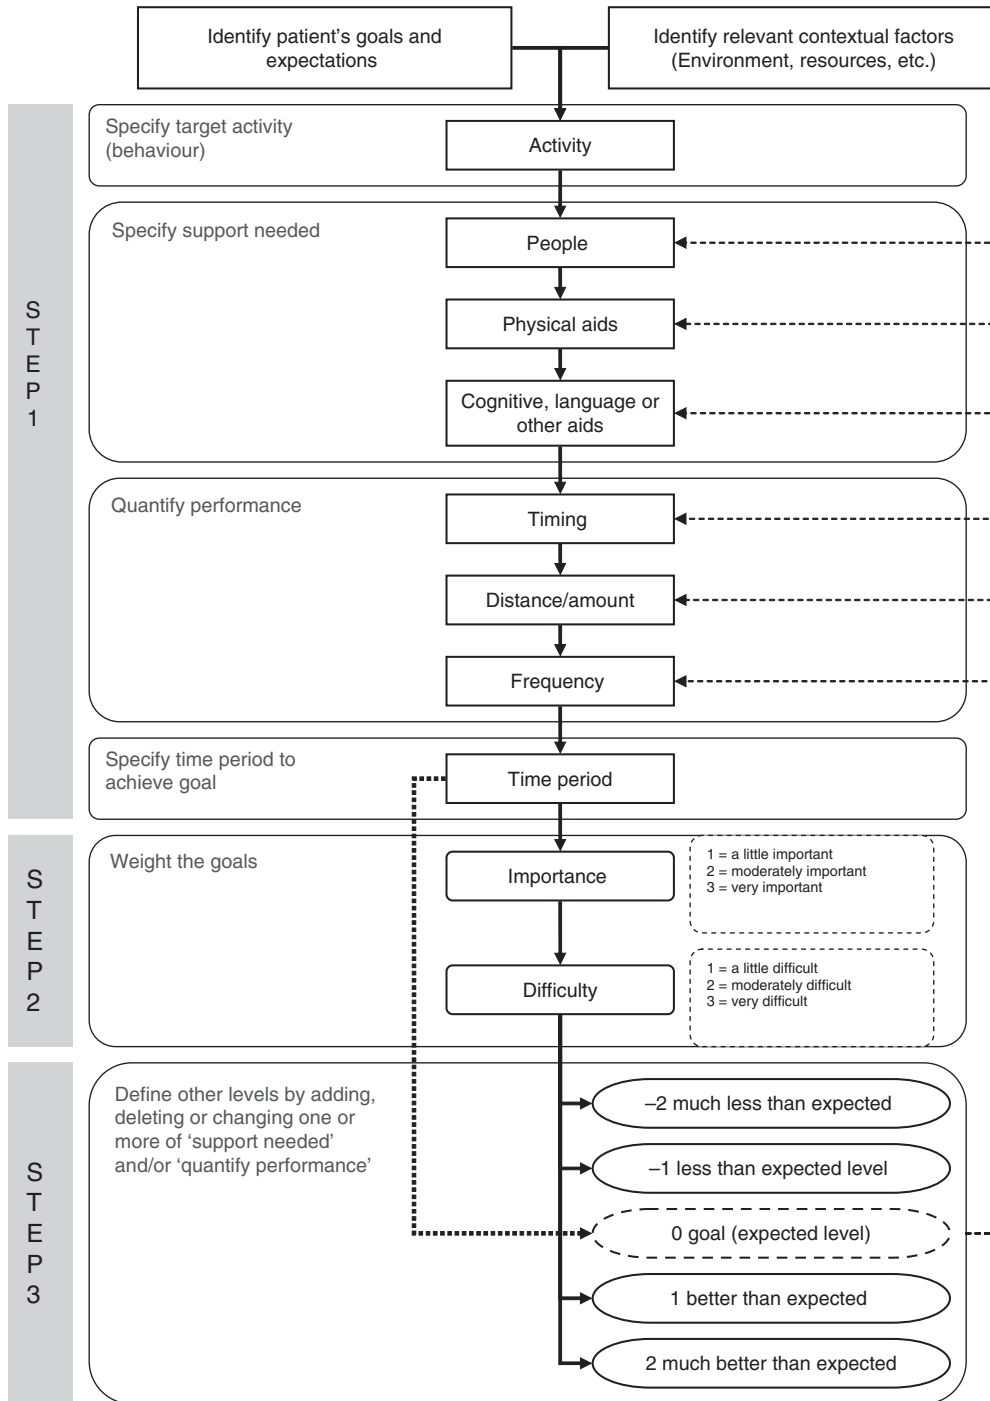 Identify patient's goals and
expectations
Identify relevant contextual factors
(Environment, resources, etc.)
STEP 1
Specify target activity
(behaviour)
Activity
Specify support needed
People
Physical aids
Cognitive, language or
other aids
Quantify performance
Timing
Distance/amount
Frequency
Specify time period to
achieve goal
Time period
STEP 2
Weight the goals
Importance
1 = a little important
2 = moderately important
3 = very important
Difficulty
1 = a little difficult
2 = moderately difficult
3 = very difficult
STEP 3
Define other levels by adding,
deleting or changing one or
more of ‘support needed’
and/or ‘quantify performance’
–2 much less than expected
–1 less than expected level
0 goal (expected level)
1 better than expected
2 much better than expected